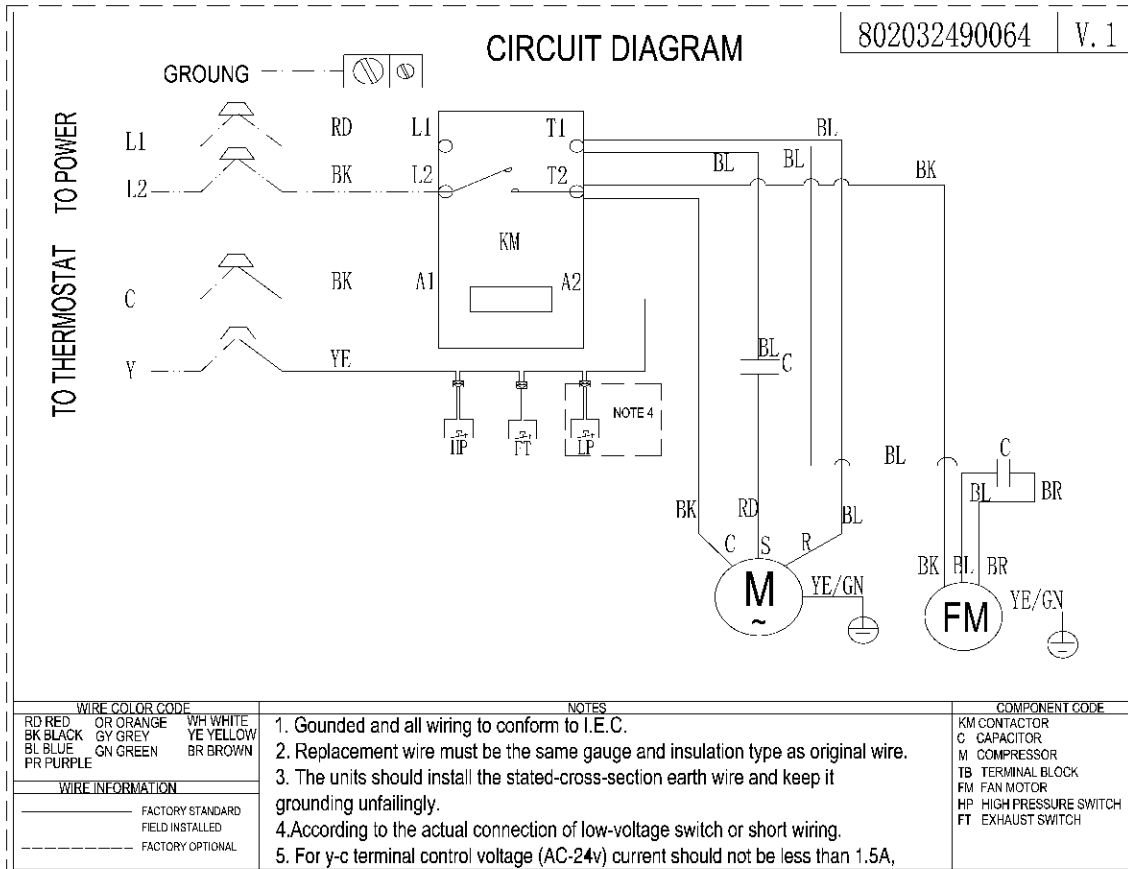 CIRCUIT DIAGRAM
802032490064 V. 1
GROUNG
TO POWER
L1 RD L1 T1 BL
L2 BK L2 T2 BL BL BK
KM
TO THERMOSTAT
C BK A1 A2
Y YE
BL C
HP FT LP NOTE 4
BL C
BK RD BL BL BR
C S R
BK BL BR
M
~
YE/GN
FM
YE/GN
WIRE COLOR CODE
RD RED OR ORANGE WH WHITE
BK BLACK GY GREY YE YELLOW
BL BLUE GN GREEN BR BROWN
PR PURPLE
WIRE INFORMATION
FACTORY STANDARD
FIELD INSTALLED
FACTORY OPTIONAL
NOTES
1. Gounded and all wiring to conform to I.E.C.
2. Replacement wire must be the same gauge and insulation type as original wire.
3. The units should install the stated-cross-section earth wire and keep it
grounding unfailingly.
4.According to the actual connection of low-voltage switch or short wiring.
5. For y-c terminal control voltage (AC-24v) current should not be less than 1.5A,
COMPONENT CODE
KM CONTACTOR
C CAPACITOR
M COMPRESSOR
TB TERMINAL BLOCK
FM FAN MOTOR
HP HIGH PRESSURE SWITCH
FT EXHAUST SWITCH